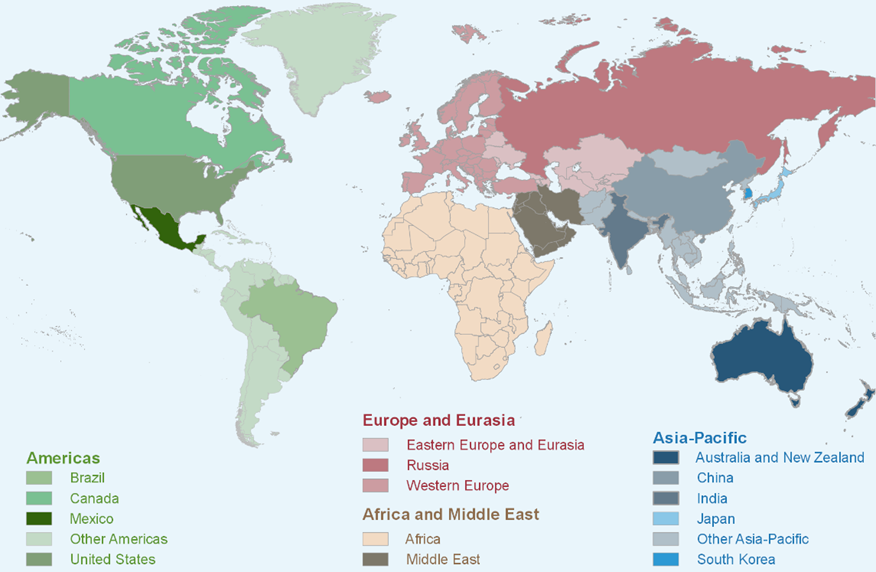 Americas
Brazil
Canada
Mexico
Other Americas
United States
Europe and Eurasia
Eastern Europe and Eurasia
Russia
Western Europe
Africa and Middle East
Africa
Middle East
Asia-Pacific
Australia and New Zealand
China
India
Japan
Other Asia-Pacific
South Korea